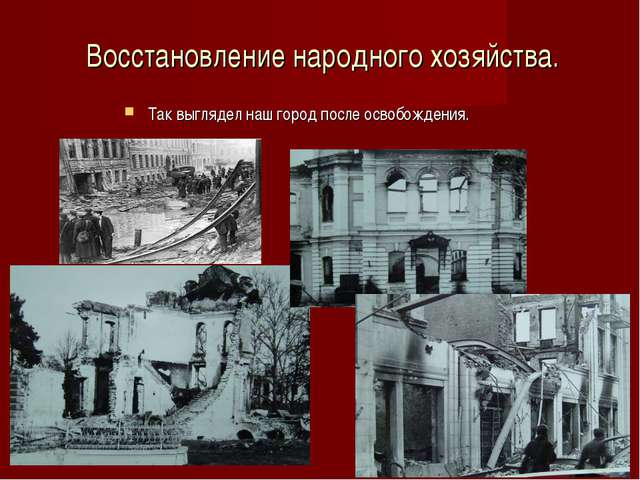 Восстановление народного хозяйства.
Так выглядел наш город после освобождения.